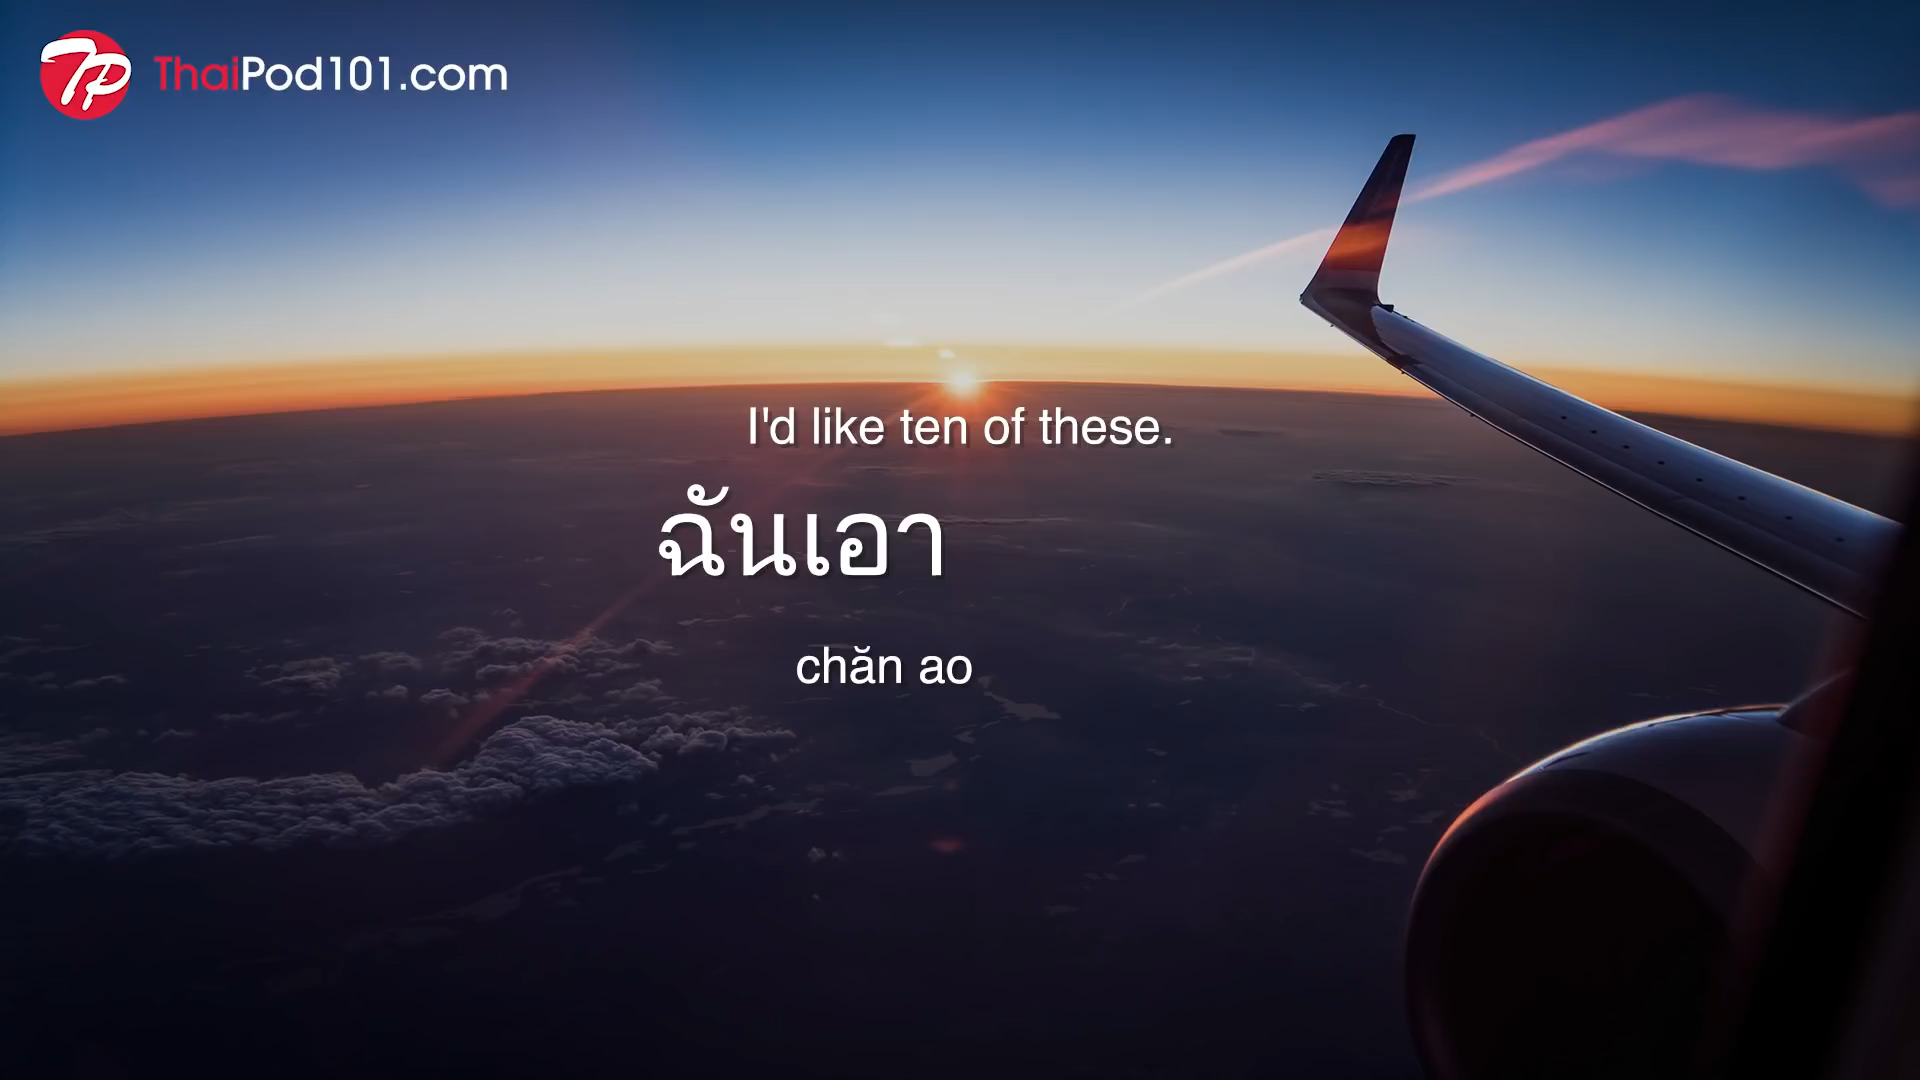 ThaiPod101.com
I'd like ten of these.
ฉันเอา
chăn ao